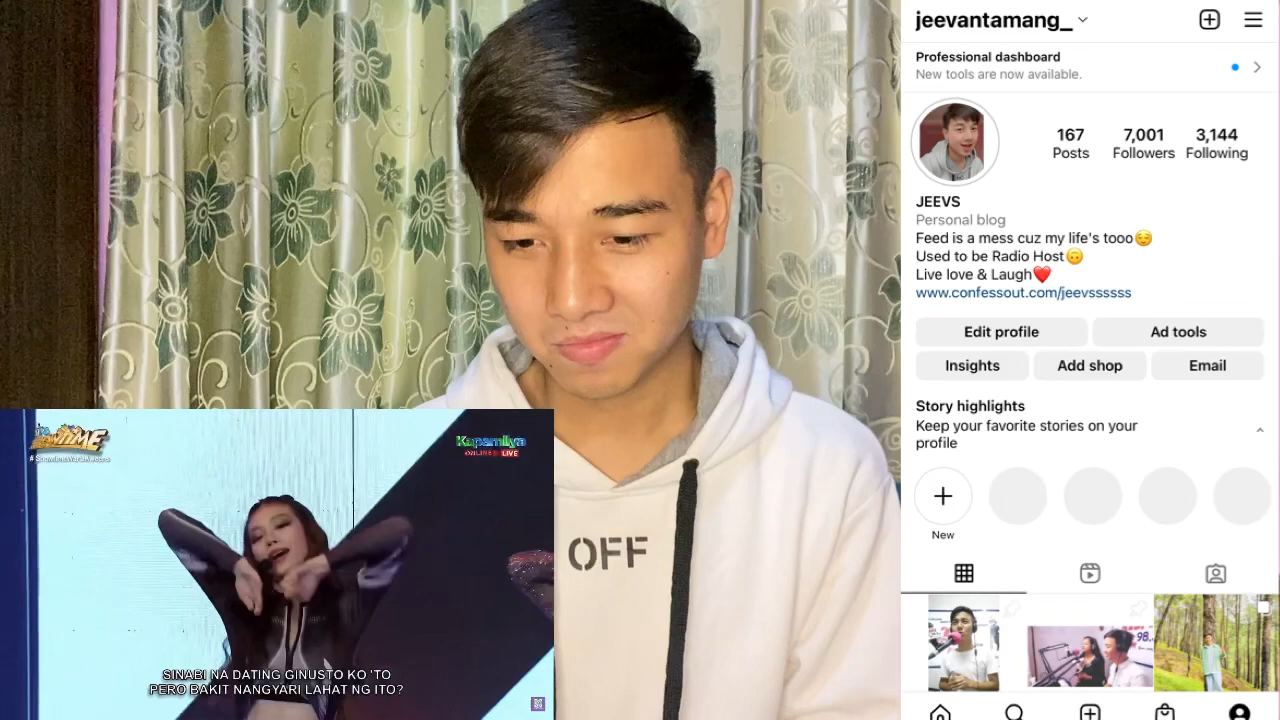 SHOWTIME
Kapamilya
ONLINE LIVE
OFF
SINABI NA DATING GINUSTO KO 'TO
PERO BAKIT NANGYARI LAHAT NG ITO?
jeevantamang_
Professional dashboard
New tools are now available.
167 7,001 3,144
Posts Followers Following
JEEVS
Personal blog
Feed is a mess cuz my life's tooo😌
Used to be Radio Host🙃
Live love & Laugh❤️
www.confessout.com/jeevssssss
Edit profile Ad tools
Insights Add shop Email
Story highlights
Keep your favorite stories on your
profile
New
98.